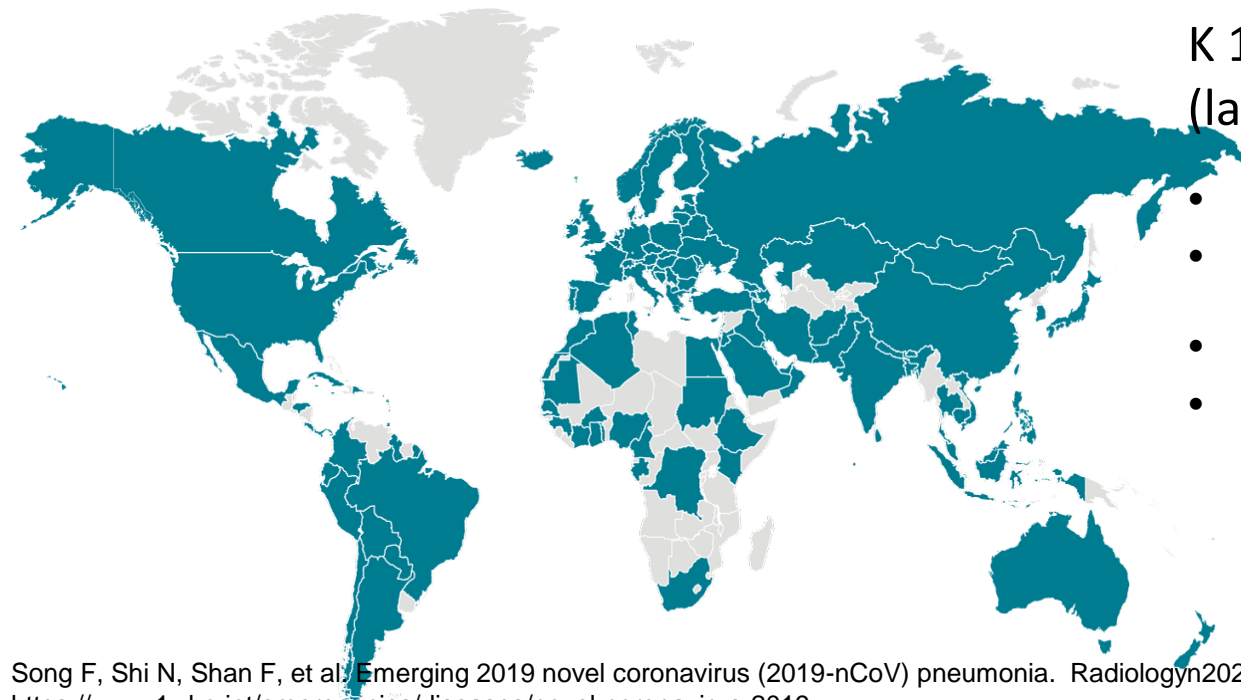 K 1
(la
•
•
•
•
Song F, Shi N, Shan F, et al. Emerging 2019 novel coronavirus (2019-nCoV) pneumonia. Radiologyn202